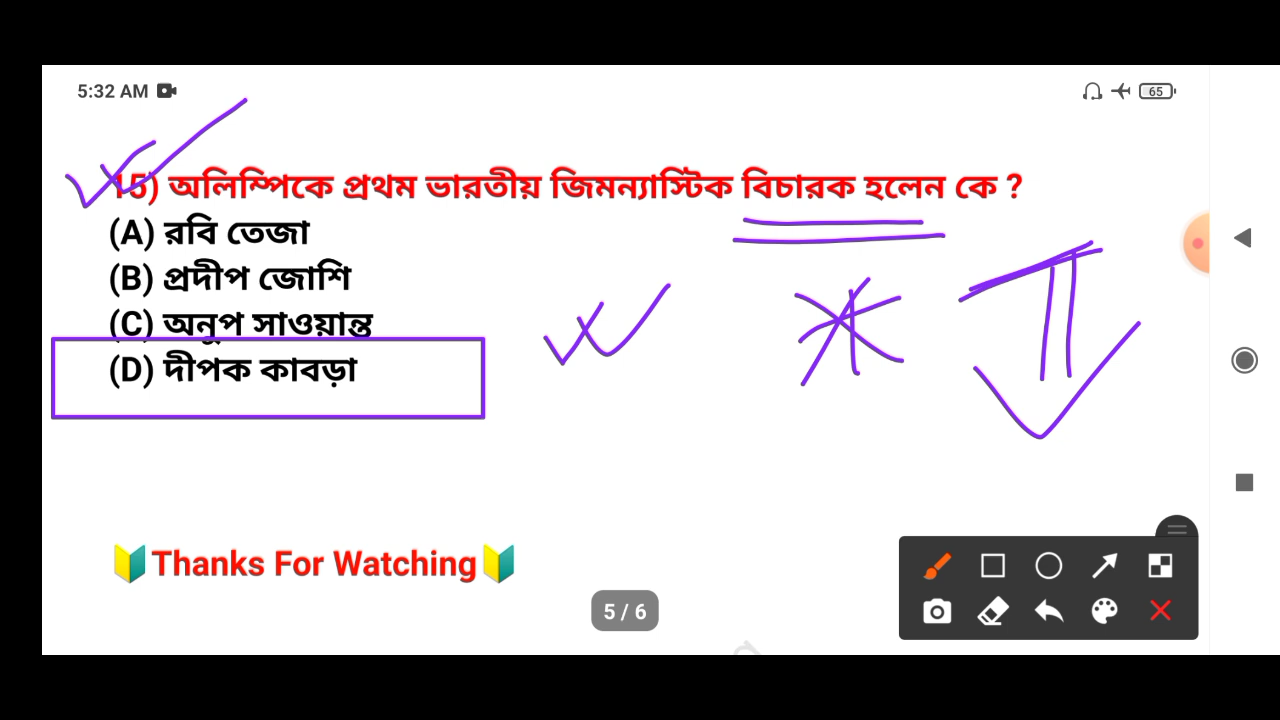 5:32 AM
65
15) অলিম্পিকে প্রথম ভারতীয় জিমন্যাস্টিক বিচারক হলেন কে ?
(A) রবি তেজা
(B) প্রদীপ জোশি
(C) অনুপ সাওয়ান্ত
(D) দীপক কাবড়া
Thanks For Watching
5 / 6